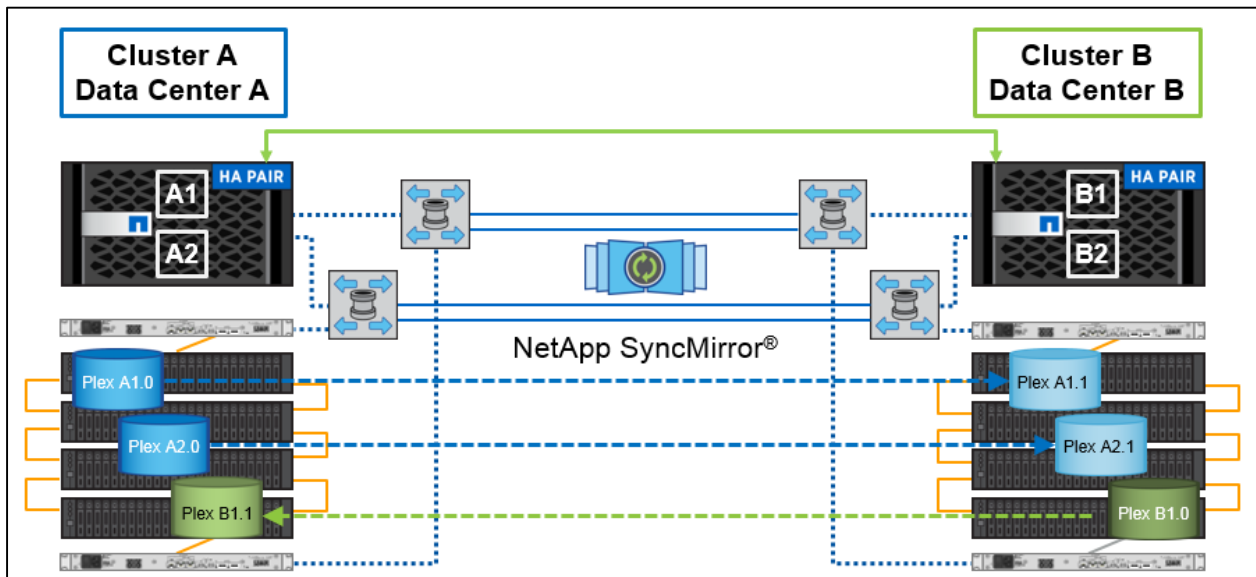 Cluster A
Data Center A
Cluster B
Data Center B
HA PAIR
A1
A2
HA PAIR
B1
B2
NetApp SyncMirror®
Plex A1.0
Plex A1.1
Plex A2.0
Plex A2.1
Plex B1.1
Plex B1.0